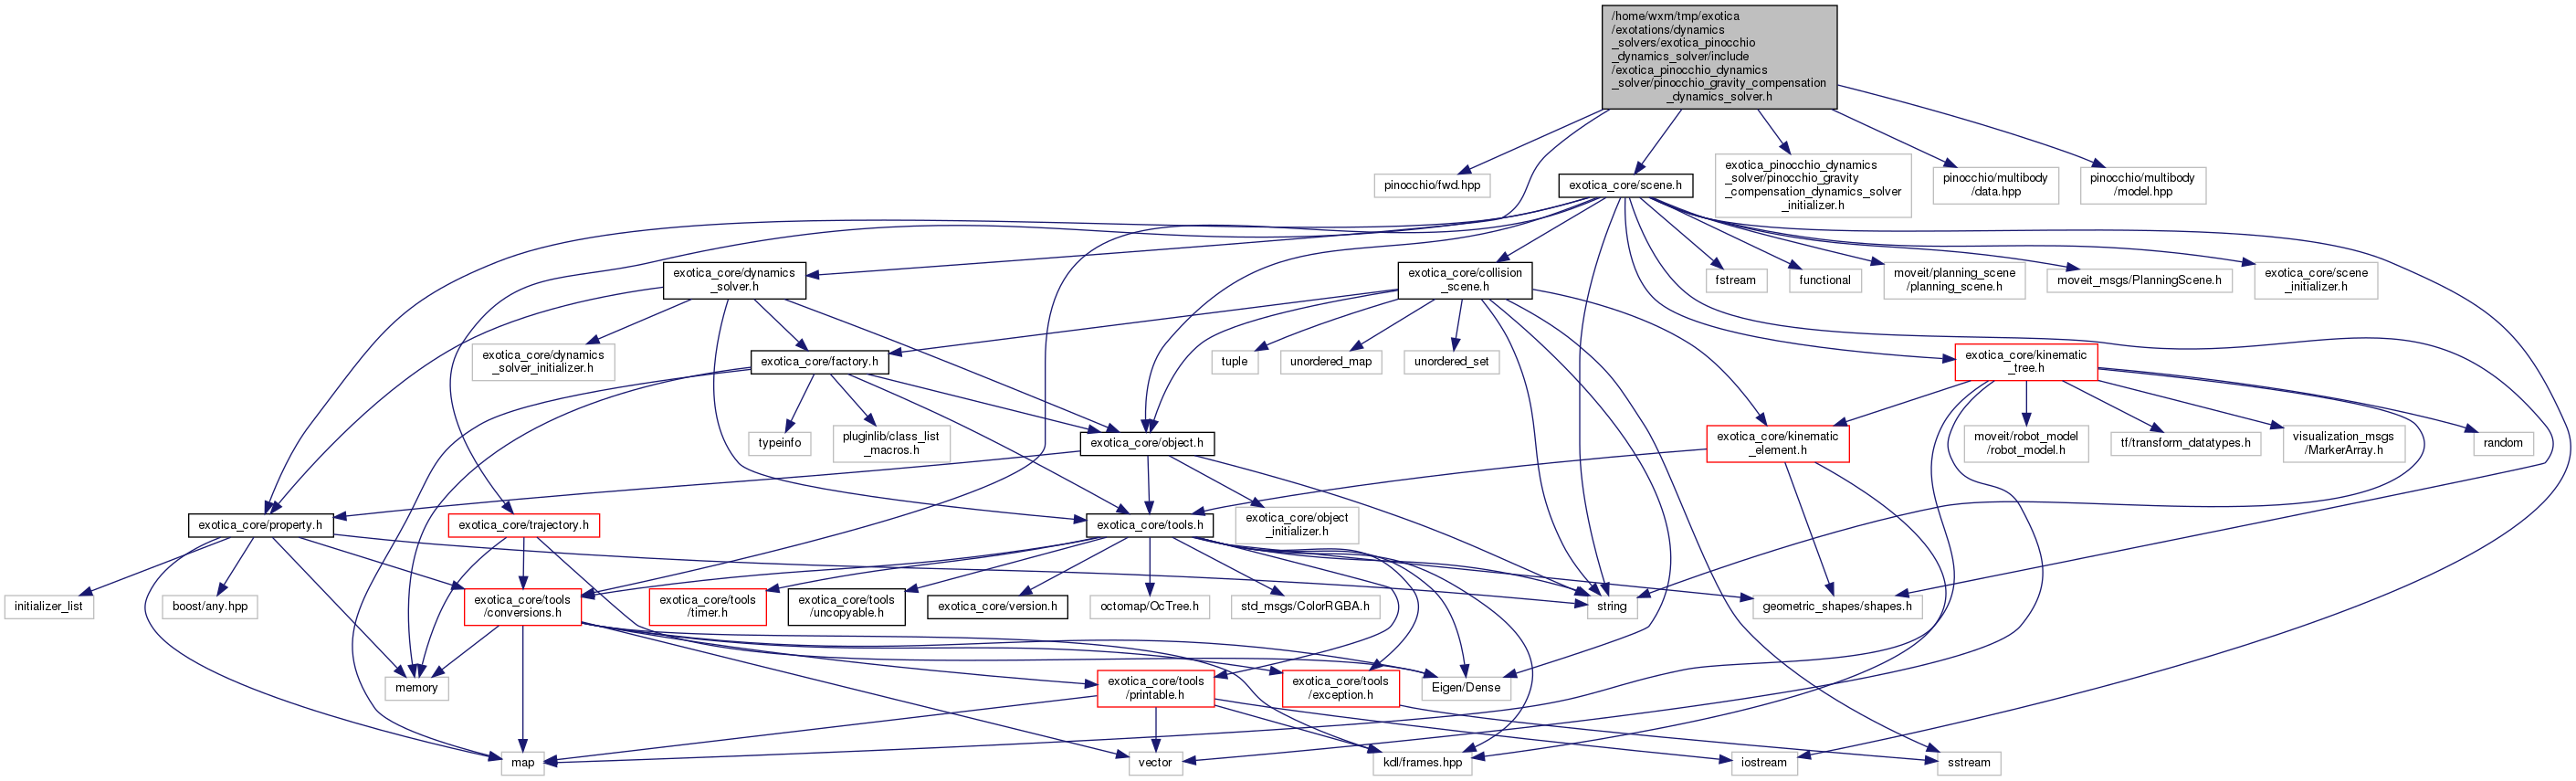 /home/wxm/tmp/exotica
/exotations/dynamics
_solvers/exotica_pinocchio
_dynamics_solver/include
/exotica_pinocchio_dynamics
_solver/pinocchio_gravity_compensation
_dynamics_solver.h
pinocchio/fwd.hpp
exotica_core/scene.h
exotica_pinocchio_dynamics
_solver/pinocchio_gravity
_compensation_dynamics_solver
_initializer.h
pinocchio/multibody
/data.hpp
pinocchio/multibody
/model.hpp
exotica_core/dynamics
_solver.h
exotica_core/collision
_scene.h
fstream
functional
moveit/planning_scene
/planning_scene.h
moveit_msgs/PlanningScene.h
exotica_core/scene
_initializer.h
exotica_core/dynamics
_solver_initializer.h
exotica_core/factory.h
tuple
unordered_map
unordered_set
exotica_core/kinematic
_tree.h
typeinfo
pluginlib/class_list
_macros.h
exotica_core/object.h
exotica_core/kinematic
_element.h
moveit/robot_model
/robot_model.h
tf/transform_datatypes.h
visualization_msgs
/MarkerArray.h
random
exotica_core/property.h
exotica_core/trajectory.h
exotica_core/tools.h
exotica_core/object
_initializer.h
initializer_list
boost/any.hpp
exotica_core/tools
/conversions.h
exotica_core/tools
/timer.h
exotica_core/tools
/uncopyable.h
exotica_core/version.h
octomap/OcTree.h
std_msgs/ColorRGBA.h
string
geometric_shapes/shapes.h
memory
exotica_core/tools
/printable.h
exotica_core/tools
/exception.h
Eigen/Dense
map
vector
kdl/frames.hpp
iostream
sstream